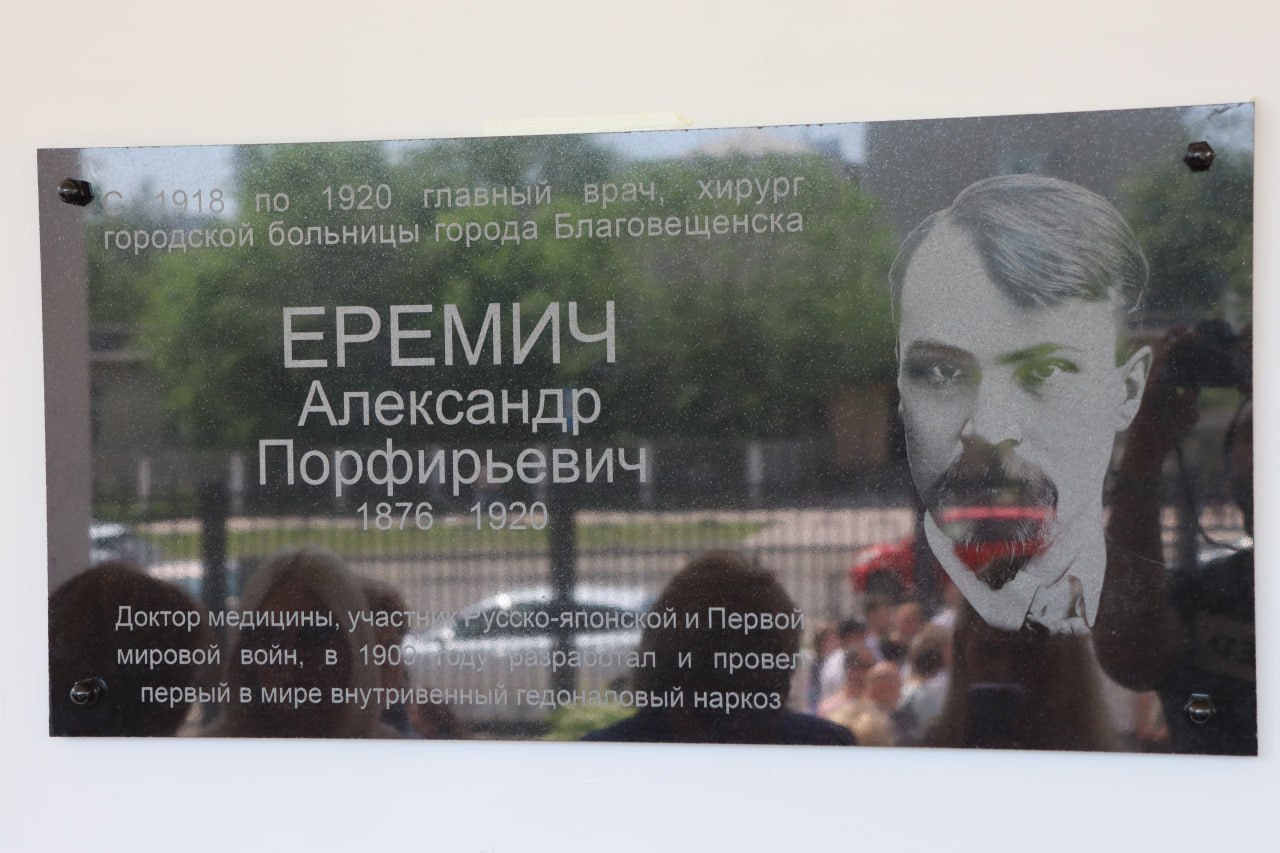 С 1918 по 1920 главный врач, хирург
городской больницы города Благовещенска
ЕРЕМИЧ
Александр
Порфирьевич
1876 1920
Доктор медицины, участник Русско-японской и Первой
мировой войн, в 1909 году разработал и провел
первый в мире внутривенный гедоналовый наркоз